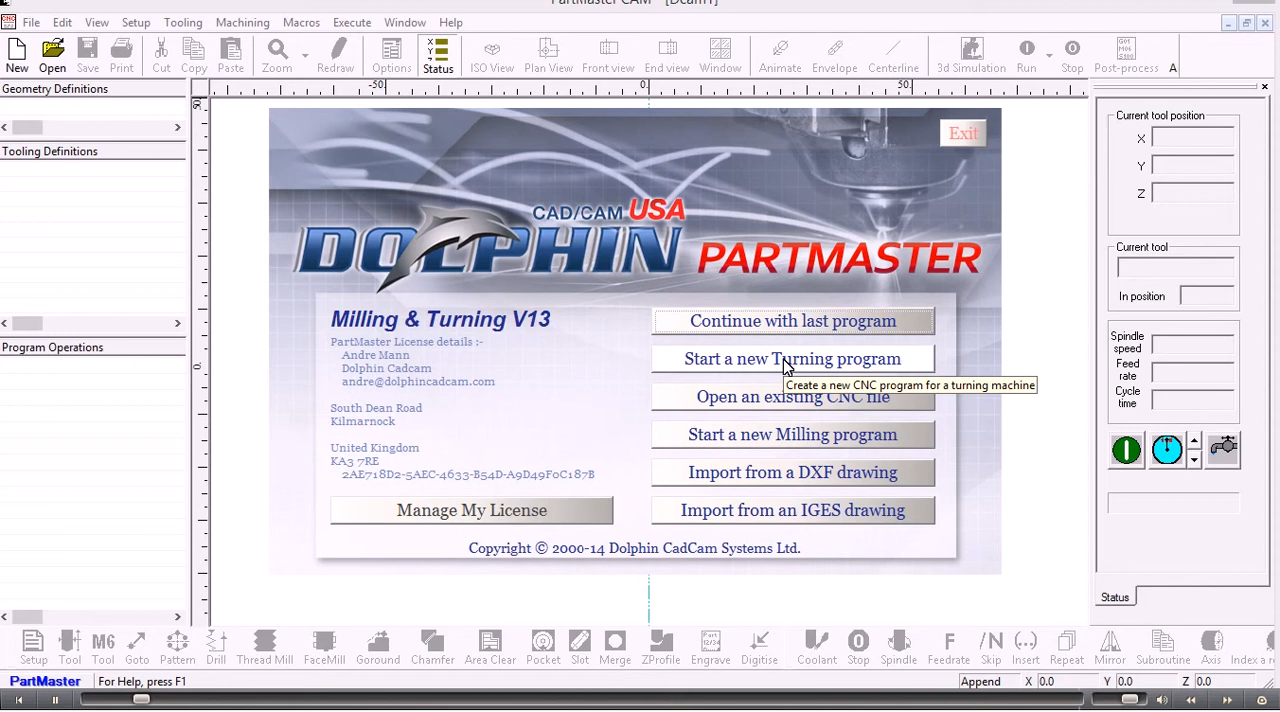 PartMaster CAM - [Dcam1]
File Edit View Setup Tooling Machining Macros Execute Window Help
New Open Save Print Cut Copy Paste Zoom Redraw Options Status ISO View Plan View Front view End view Window Animate Envelope Centerline 3d Simulation Run Stop Post-process A
Geometry Definitions
Tooling Definitions
Program Operations
-50 0 50
Exit
CAD/CAM USA
DOLPHIN PARTMASTER
Milling & Turning V13
PartMaster License details :-
Andre Mann
Dolphin Cadcam
andre@dolphincadcam.com
South Dean Road
Kilmarnock
United Kingdom
KA3 7RE
2AE718D2-5AEC-4633-B54D-A9D49F0C187B
Manage My License
Continue with last program
Start a new Turning program
Create a new CNC program for a turning machine
Open an existing CNC file
Start a new Milling program
Import from a DXF drawing
Import from an IGES drawing
Copyright © 2000-14 Dolphin CadCam Systems Ltd.
Current tool position
X
Y
Z
Current tool
In position
Spindle speed
Feed rate
Cycle time
Status
Setup Tool Tool Goto Pattern Drill Thread Mill FaceMill Goround Chamfer Area Clear Pocket Slot Merge ZProfile Engrave Digitise Coolant Stop Spindle Feedrate Skip Insert Repeat Mirror Subroutine Axis Index a r
PartMaster For Help, press F1 Append X 0.0 Y 0.0 Z 0.0